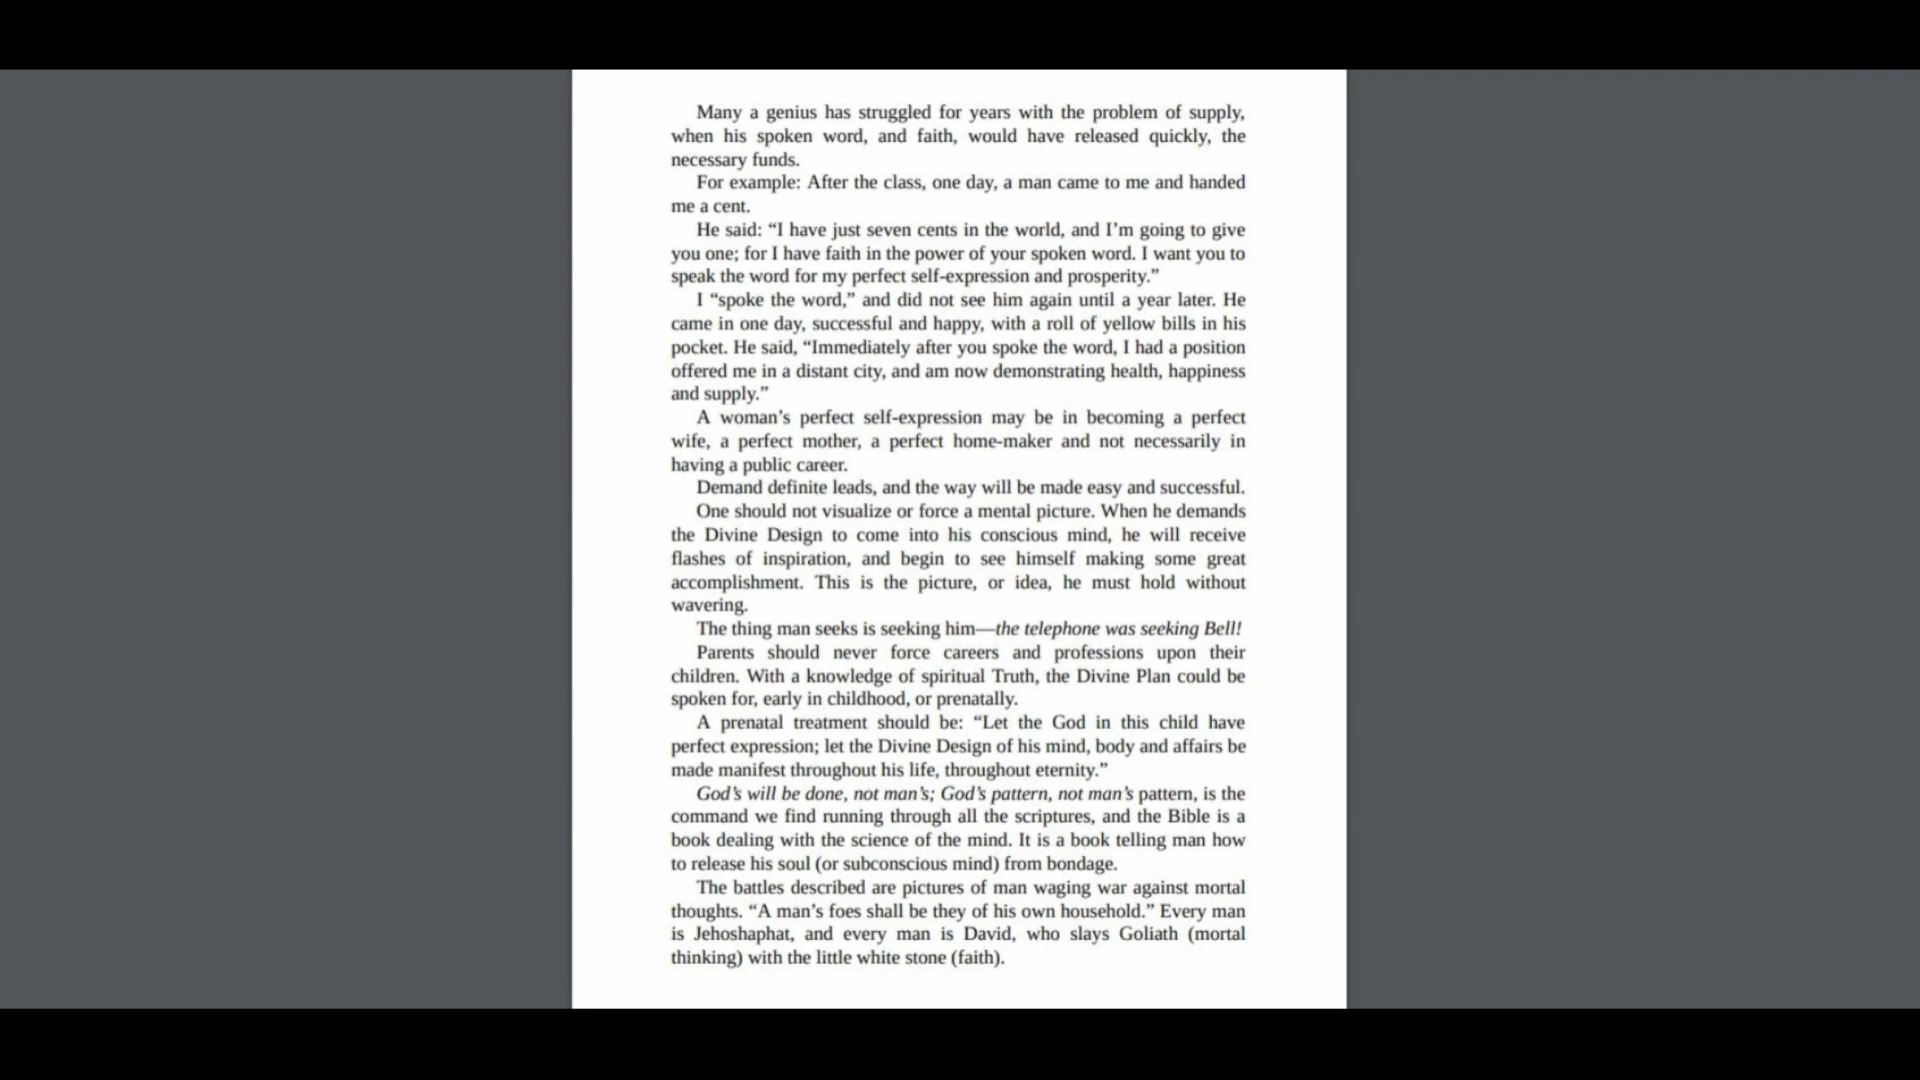 Many a genius has struggled for years with the problem of supply,
when his spoken word, and faith, would have released quickly, the
necessary funds.
For example: After the class, one day, a man came to me and handed
me a cent.
He said: “I have just seven cents in the world, and I’m going to give
you one; for I have faith in the power of your spoken word. I want you to
speak the word for my perfect self-expression and prosperity.”
I “spoke the word,” and did not see him again until a year later. He
came in one day, successful and happy, with a roll of yellow bills in his
pocket. He said, “Immediately after you spoke the word, I had a position
offered me in a distant city, and am now demonstrating health, happiness
and supply.”
A woman’s perfect self-expression may be in becoming a perfect
wife, a perfect mother, a perfect home-maker and not necessarily in
having a public career.
Demand definite leads, and the way will be made easy and successful.
One should not visualize or force a mental picture. When he demands
the Divine Design to come into his conscious mind, he will receive
flashes of inspiration, and begin to see himself making some great
accomplishment. This is the picture, or idea, he must hold without
wavering.
The thing man seeks is seeking him—the telephone was seeking Bell!
Parents should never force careers and professions upon their
children. With a knowledge of spiritual Truth, the Divine Plan could be
spoken for, early in childhood, or prenatally.
A prenatal treatment should be: “Let the God in this child have
perfect expression; let the Divine Design of his mind, body and affairs be
made manifest throughout his life, throughout eternity.”
God’s will be done, not man’s; God’s pattern, not man’s pattern, is the
command we find running through all the scriptures, and the Bible is a
book dealing with the science of the mind. It is a book telling man how
to release his soul (or subconscious mind) from bondage.
The battles described are pictures of man waging war against mortal
thoughts. “A man’s foes shall be they of his own household.” Every man
is Jehoshaphat, and every man is David, who slays Goliath (mortal
thinking) with the little white stone (faith).